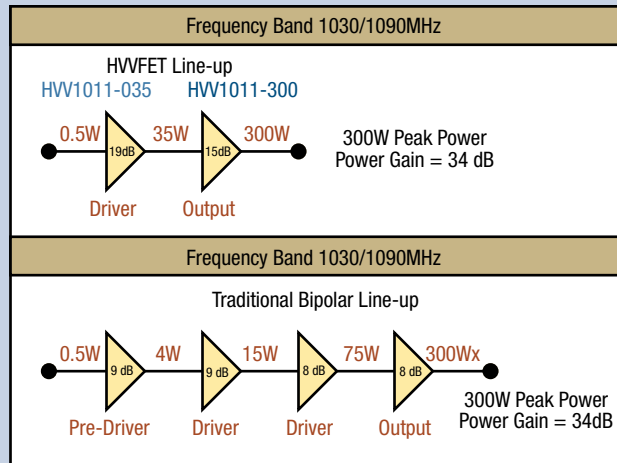 Frequency Band 1030/1090MHz
HVVFET Line-up
HVV1011-035 HVV1011-300
0.5W 35W 300W
19dB 15dB
300W Peak Power
Power Gain = 34 dB
Driver Output
Frequency Band 1030/1090MHz
Traditional Bipolar Line-up
0.5W 4W 15W 75W 300Wx
9 dB 9 dB 8 dB 8 dB
300W Peak Power
Power Gain = 34dB
Pre-Driver Driver Driver Output